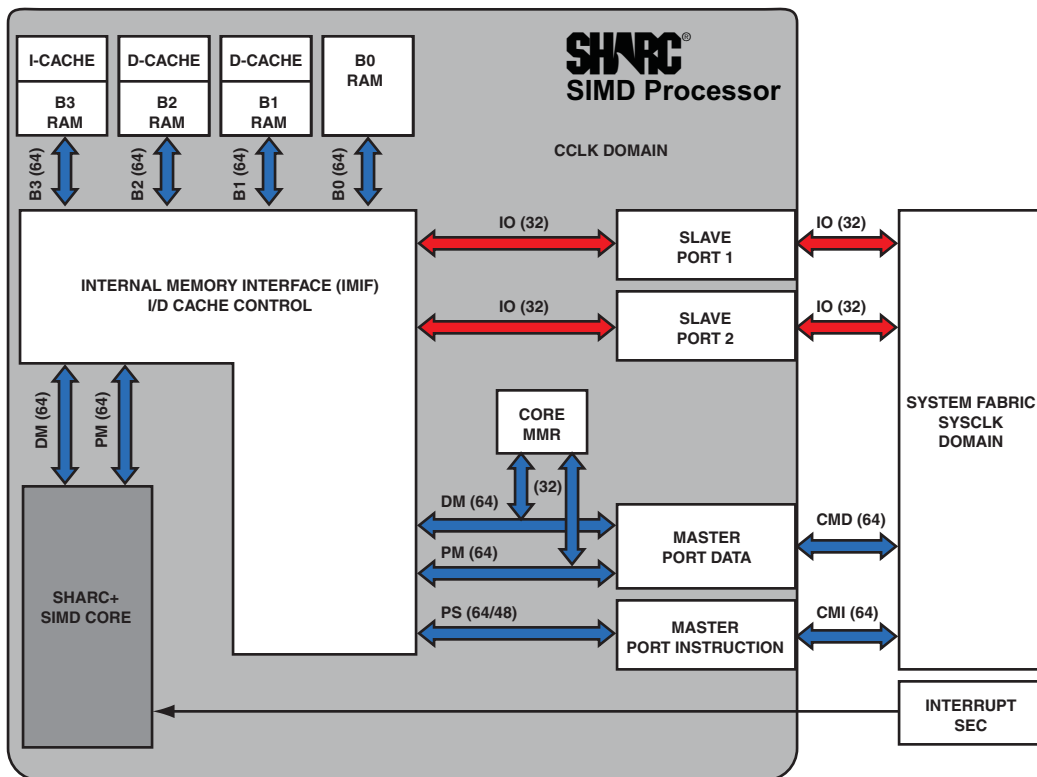 SHARC®
SIMD Processor
I-CACHE
B3
RAM
D-CACHE
B2
RAM
D-CACHE
B1
RAM
B0
RAM
CCLK DOMAIN
B3 (64)
B2 (64)
B1 (64)
B0 (64)
INTERNAL MEMORY INTERFACE (IMIF)
I/D CACHE CONTROL
IO (32)
SLAVE
PORT 1
IO (32)
IO (32)
SLAVE
PORT 2
IO (32)
SYSTEM FABRIC
SYSCLK
DOMAIN
DM (64)
PM (64)
CORE
MMR
(32)
DM (64)
PM (64)
MASTER
PORT DATA
CMD (64)
SHARC+
SIMD CORE
PS (64/48)
MASTER
PORT INSTRUCTION
CMI (64)
INTERRUPT
SEC